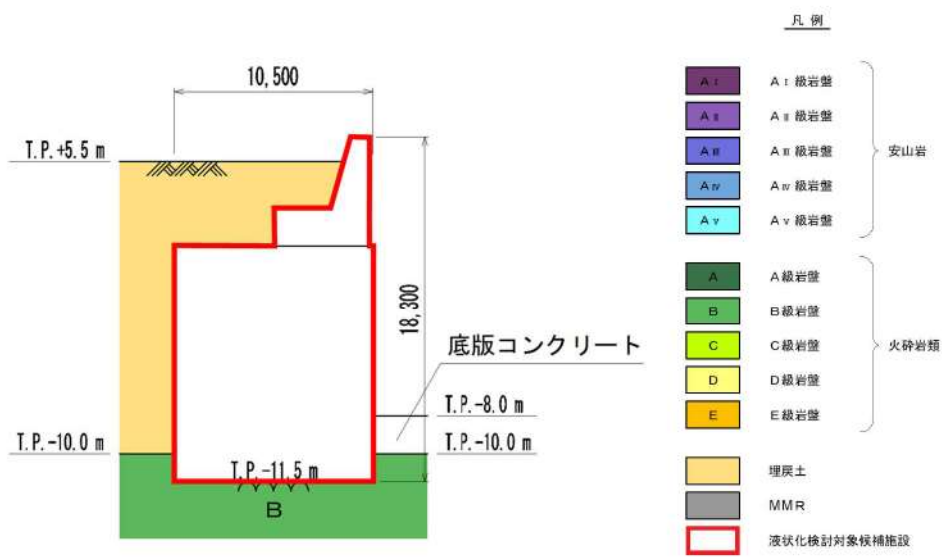 10,500
T.P.+5.5 m
18,300
底版コンクリート
T.P.-8.0 m
T.P.-10.0 m
T.P.-10.0 m
T.P.-11.5 m
B
凡 例
AⅠ AⅠ級岩盤
AⅡ AⅡ級岩盤
AⅢ AⅢ級岩盤
AⅣ AⅣ級岩盤
AⅤ AⅤ級岩盤
安山岩
A A級岩盤
B B級岩盤
C C級岩盤
D D級岩盤
E E級岩盤
火砕岩類
埋戻土
MMR
液状化検討対象候補施設